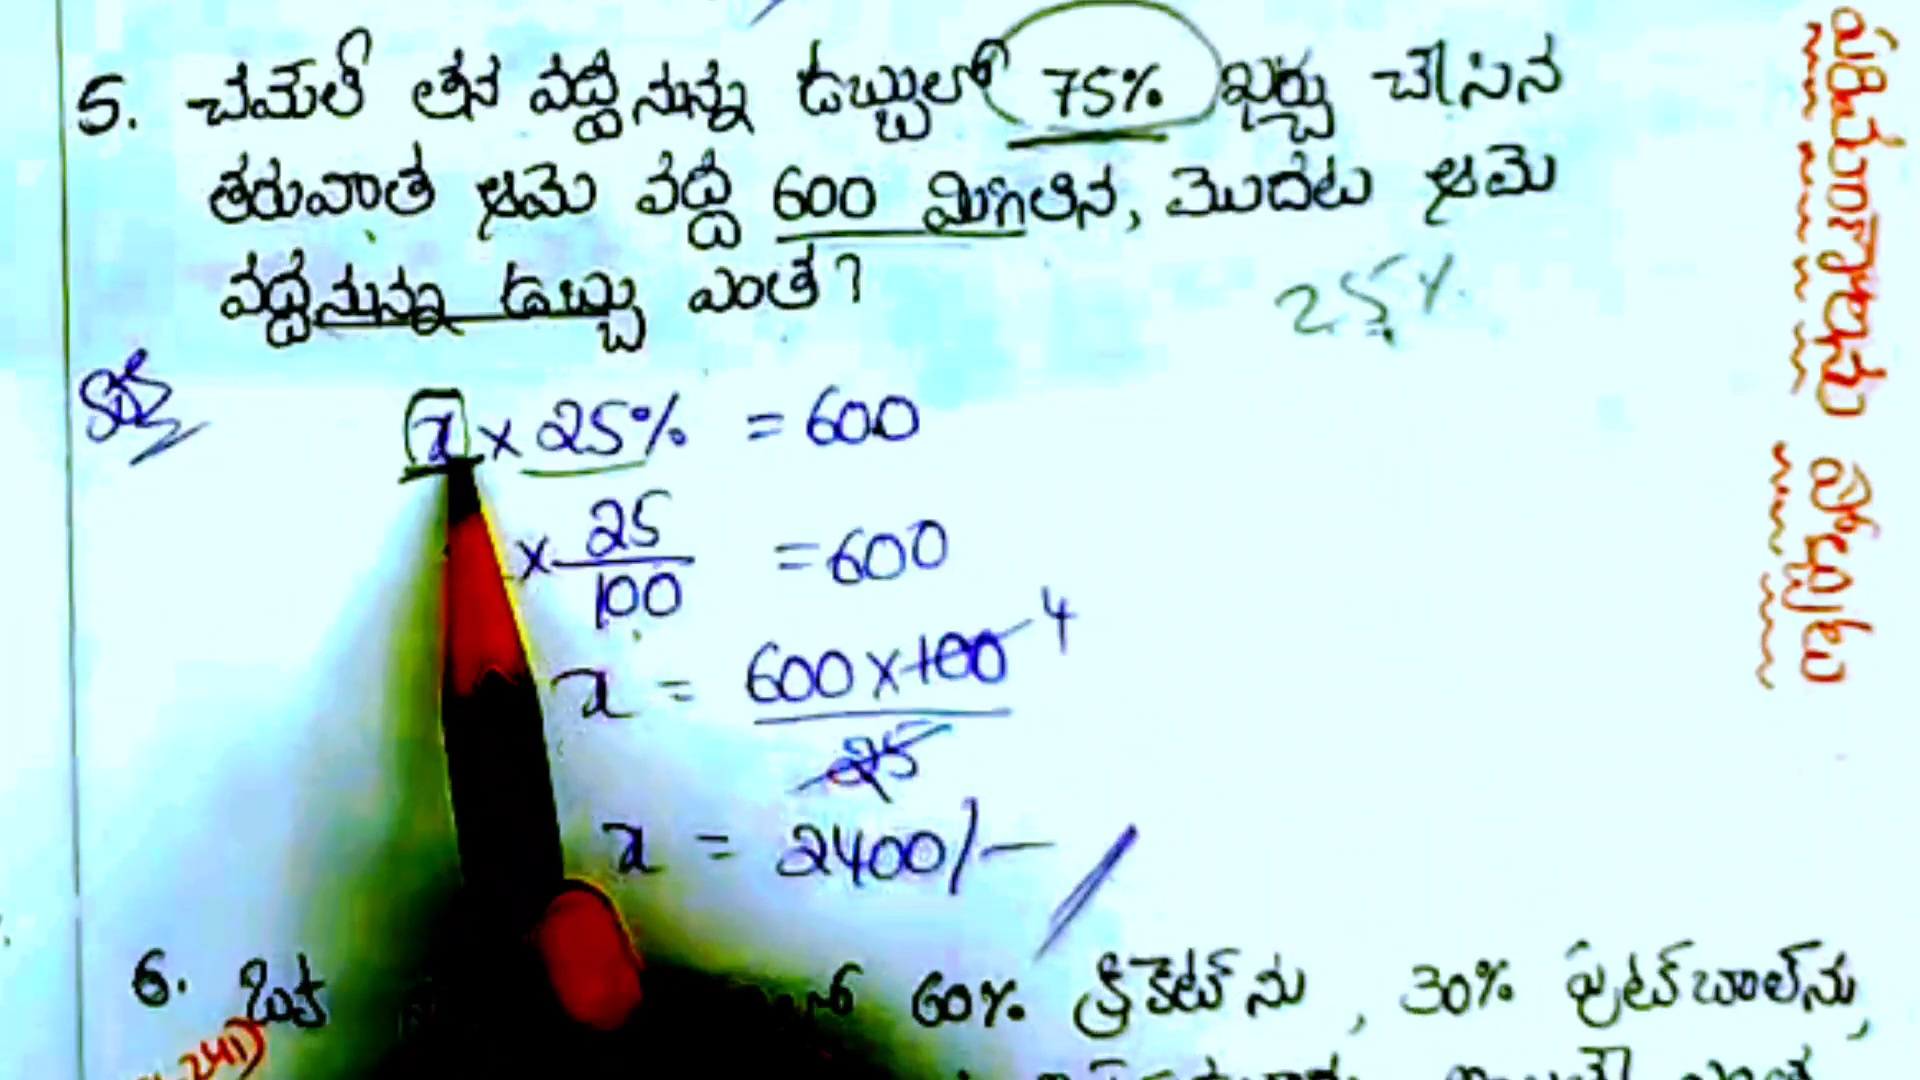 5. చమేలీ తన వద్దనున్న డబ్బులో 75% ఖర్చు చేసిన
తరువాత ఆమె వద్ద 600 మిగిలిన, మొదట ఆమె
వద్దనున్న డబ్బు ఎంత?
25%
x × 25% = 600
× 25/100 = 600
x = 600×100 4
25
x = 2400/-
6. ఒక 60% క్రికెట్‌ను, 30% ఫుట్‌బాల్‌ను,